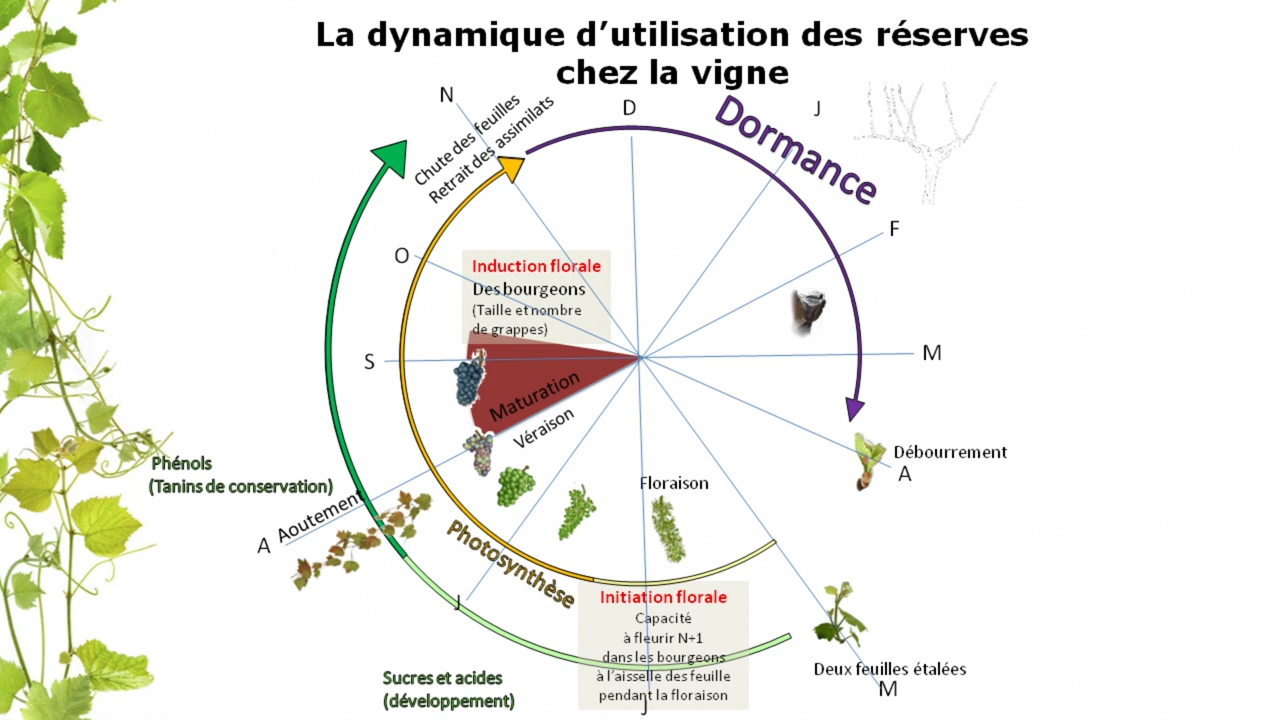 La dynamique d’utilisation des réserves
chez la vigne
N
D
J
Chute des feuilles
Retrait des assimilats
Dormance
F
O
Induction florale
Des bourgeons
(Taille et nombre
de grappes)
S
M
Maturation
Véraison
Débourrement
A
Phénols
(Tanins de conservation)
Floraison
A
Aoutement
Photosynthèse
J
Initiation florale
Capacité
à fleurir N+1
dans les bourgeons
à l’aisselle des feuille
pendant la floraison
J
Deux feuilles étalées
M
Sucres et acides
(développement)